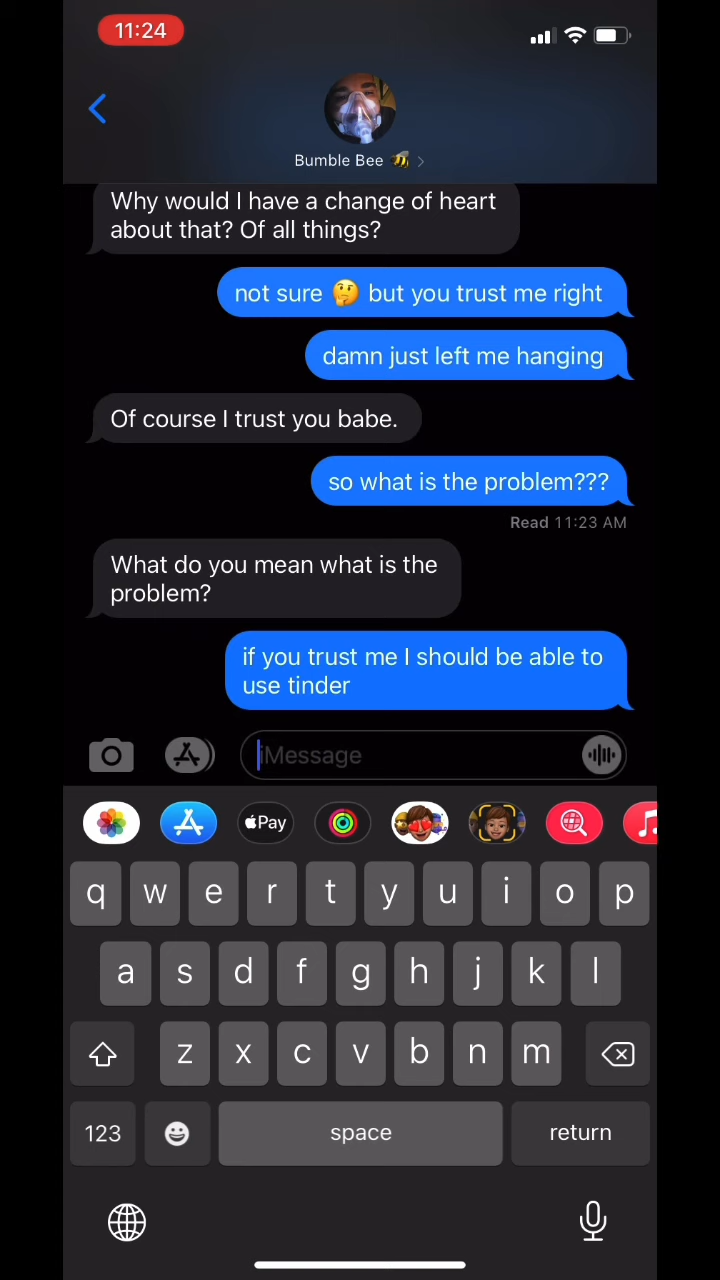 11:24
Bumble Bee 🐝 >
Why would I have a change of heart
about that? Of all things?
not sure 🤔 but you trust me right
damn just left me hanging
Of course I trust you babe.
so what is the problem???
Read 11:23 AM
What do you mean what is the
problem?
if you trust me I should be able to
use tinder
iMessage
Pay
q w e r t y u i o p
a s d f g h j k l
z x c v b n m
123 space return